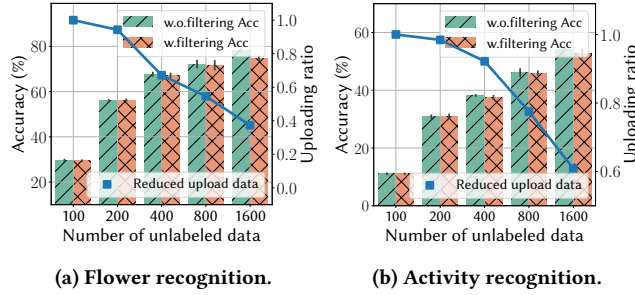 w.o.filtering Acc
w.filtering Acc
Accuracy (%)
80
60
40
20
Uploading ratio
1.0
0.8
0.6
0.4
0.2
0.0
Reduced upload data
100 200 400 800 1600
Number of unlabeled data
(a) Flower recognition.
w.o.filtering Acc
w.filtering Acc
Accuracy (%)
60
40
20
0
Uploading ratio
1.0
0.8
0.6
Reduced upload data
100 200 400 800 1600
Number of unlabeled data
(b) Activity recognition.